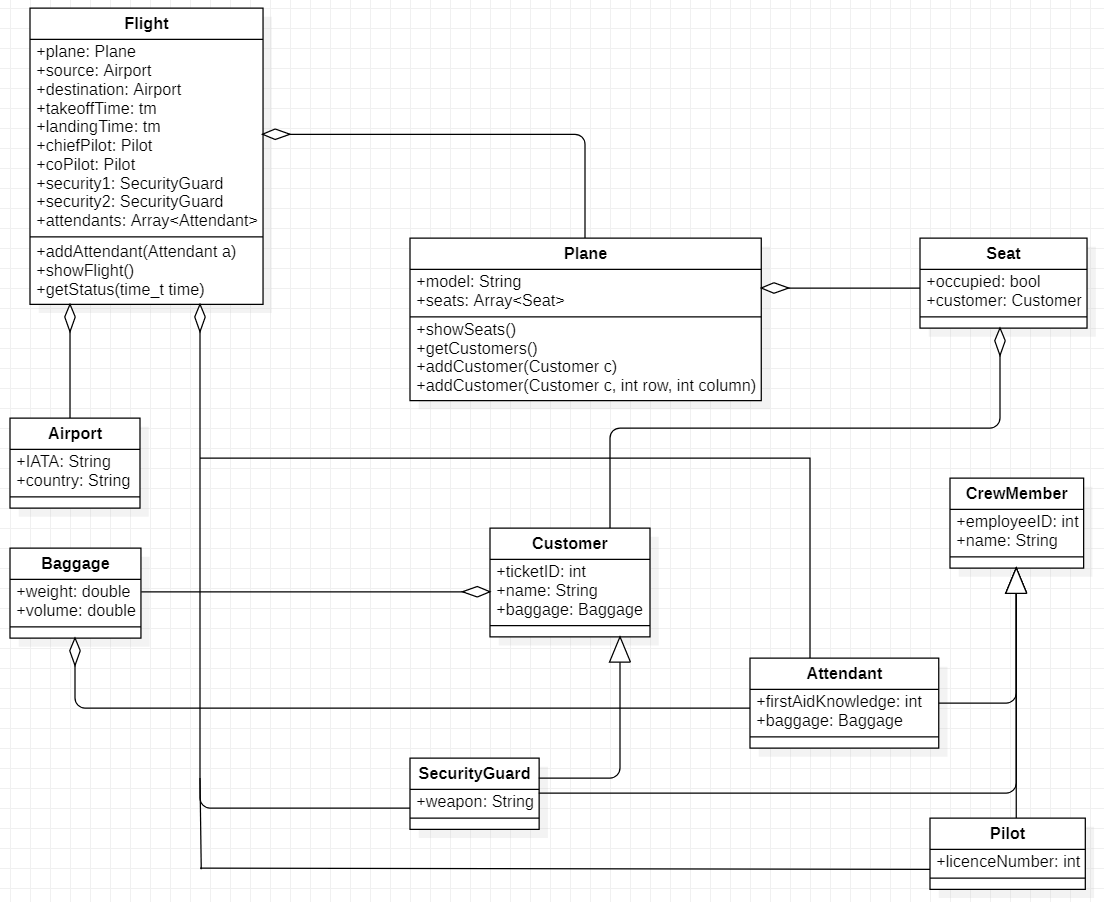 Flight
+plane: Plane
+source: Airport
+destination: Airport
+takeoffTime: tm
+landingTime: tm
+chiefPilot: Pilot
+coPilot: Pilot
+security1: SecurityGuard
+security2: SecurityGuard
+attendants: Array<Attendant>
+addAttendant(Attendant a)
+showFlight()
+getStatus(time_t time)
Plane
+model: String
+seats: Array<Seat>
+showSeats()
+getCustomers()
+addCustomer(Customer c)
+addCustomer(Customer c, int row, int column)
Seat
+occupied: bool
+customer: Customer
Airport
+IATA: String
+country: String
CrewMember
+employeeID: int
+name: String
Customer
+ticketID: int
+name: String
+baggage: Baggage
Baggage
+weight: double
+volume: double
Attendant
+firstAidKnowledge: int
+baggage: Baggage
SecurityGuard
+weapon: String
Pilot
+licenceNumber: int